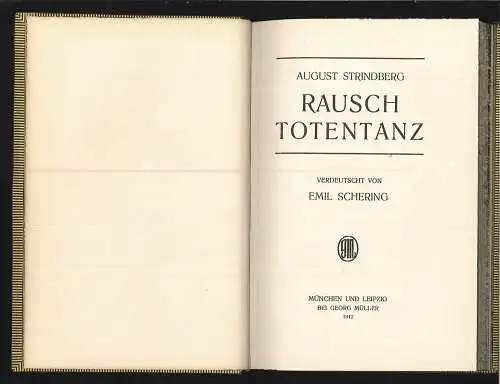 AUGUST STRINDBERG
RAUSCH
TOTENTANZ
VERDEUTSCHT VON
EMIL SCHERING
MÜNCHEN UND LEIPZIG
BEI GEORG MÜLLER
1912